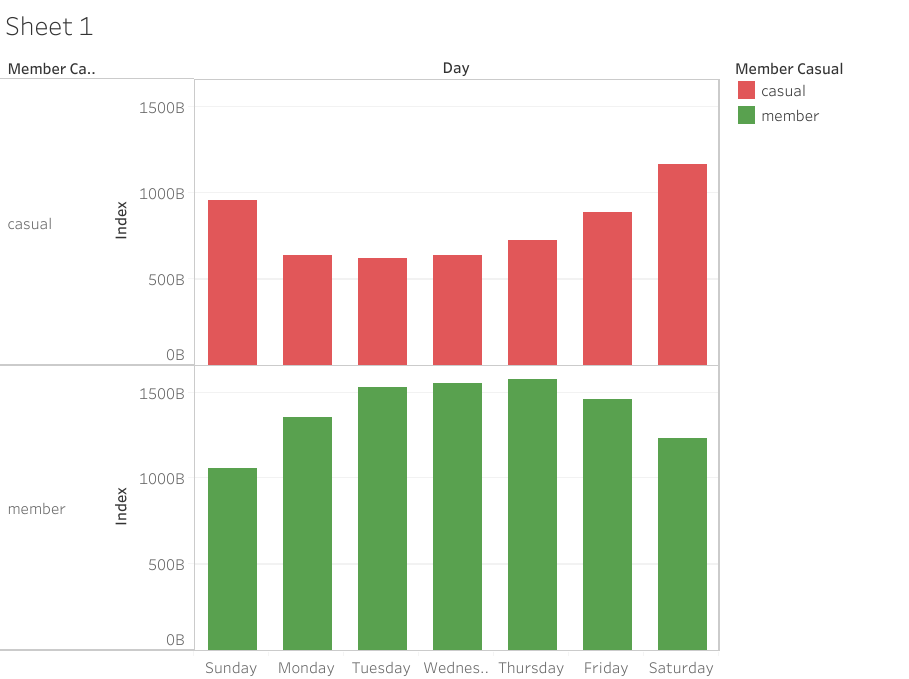 Sheet 1
Member Ca..
Day
Member Casual
casual
member
casual
Index
1500B
1000B
500B
0B
member
Index
1500B
1000B
500B
0B
Sunday Monday Tuesday Wednes.. Thursday Friday Saturday